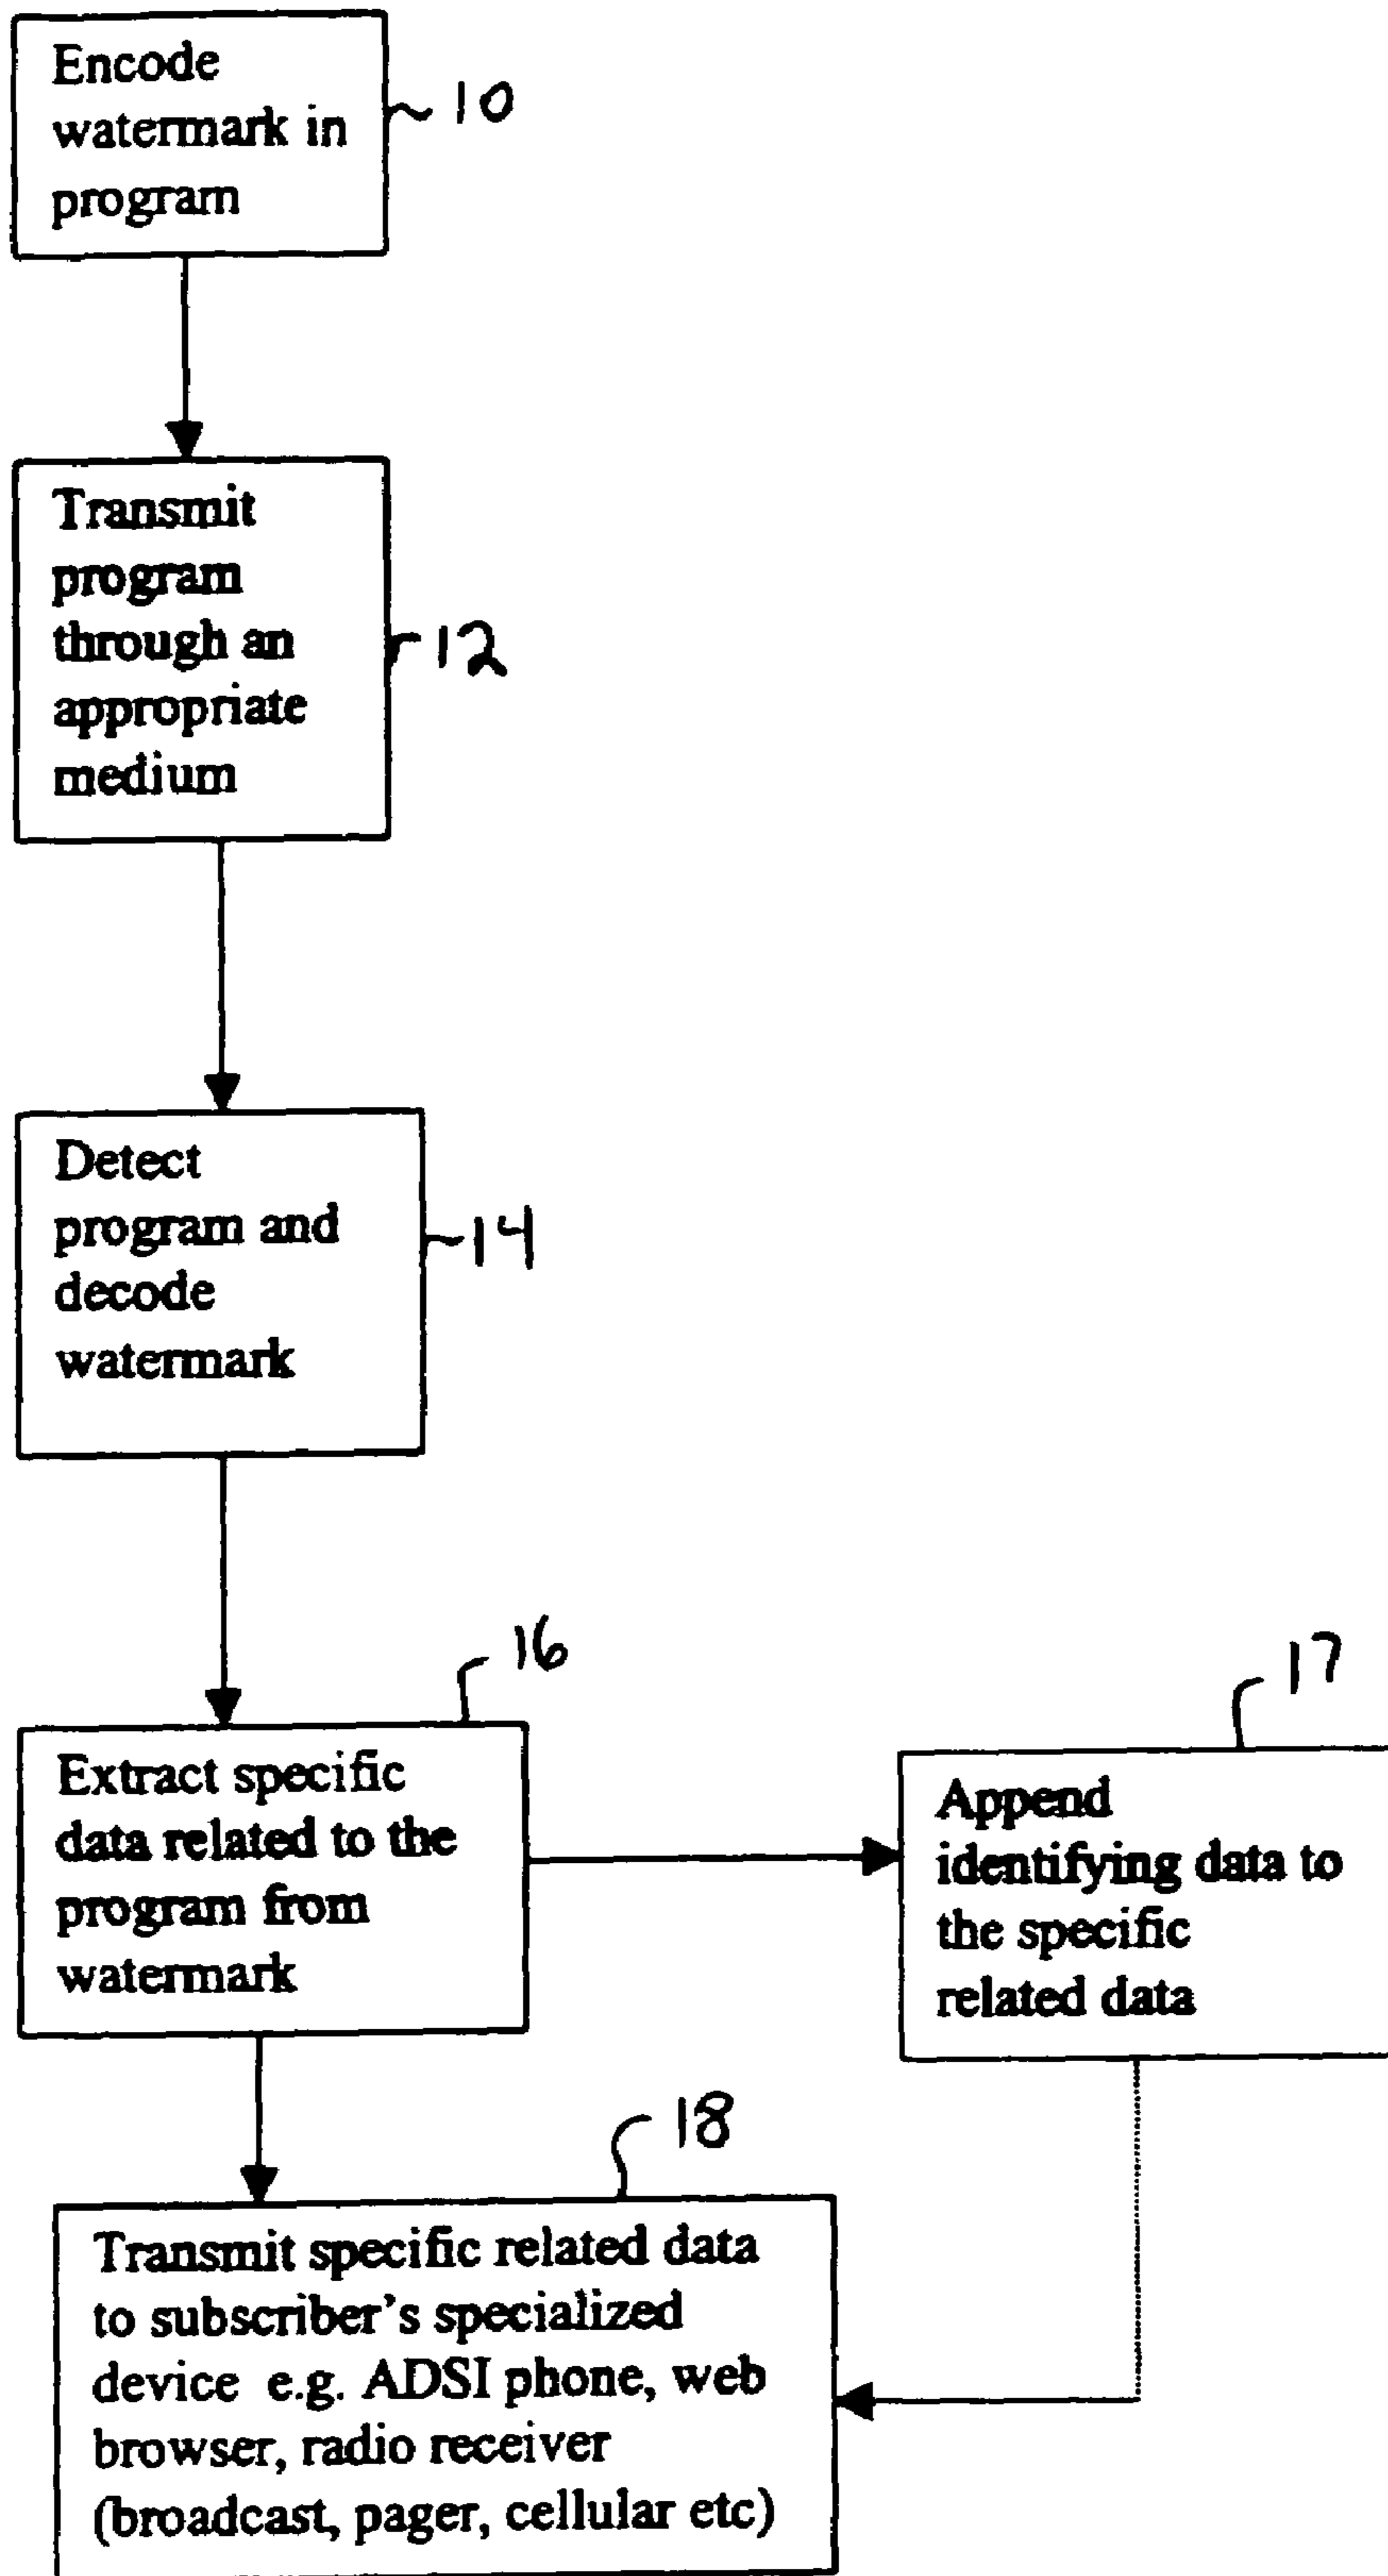 Encode
watermark in
program
10
Transmit
program
through an
appropriate
medium
12
Detect
program and
decode
watermark
14
16
Extract specific
data related to the
program from
watermark
17
Append
identifying data to
the specific
related data
18
Transmit specific related data
to subscriber's specialized
device e.g. ADSI phone, web
browser, radio receiver
(broadcast, pager, cellular etc)